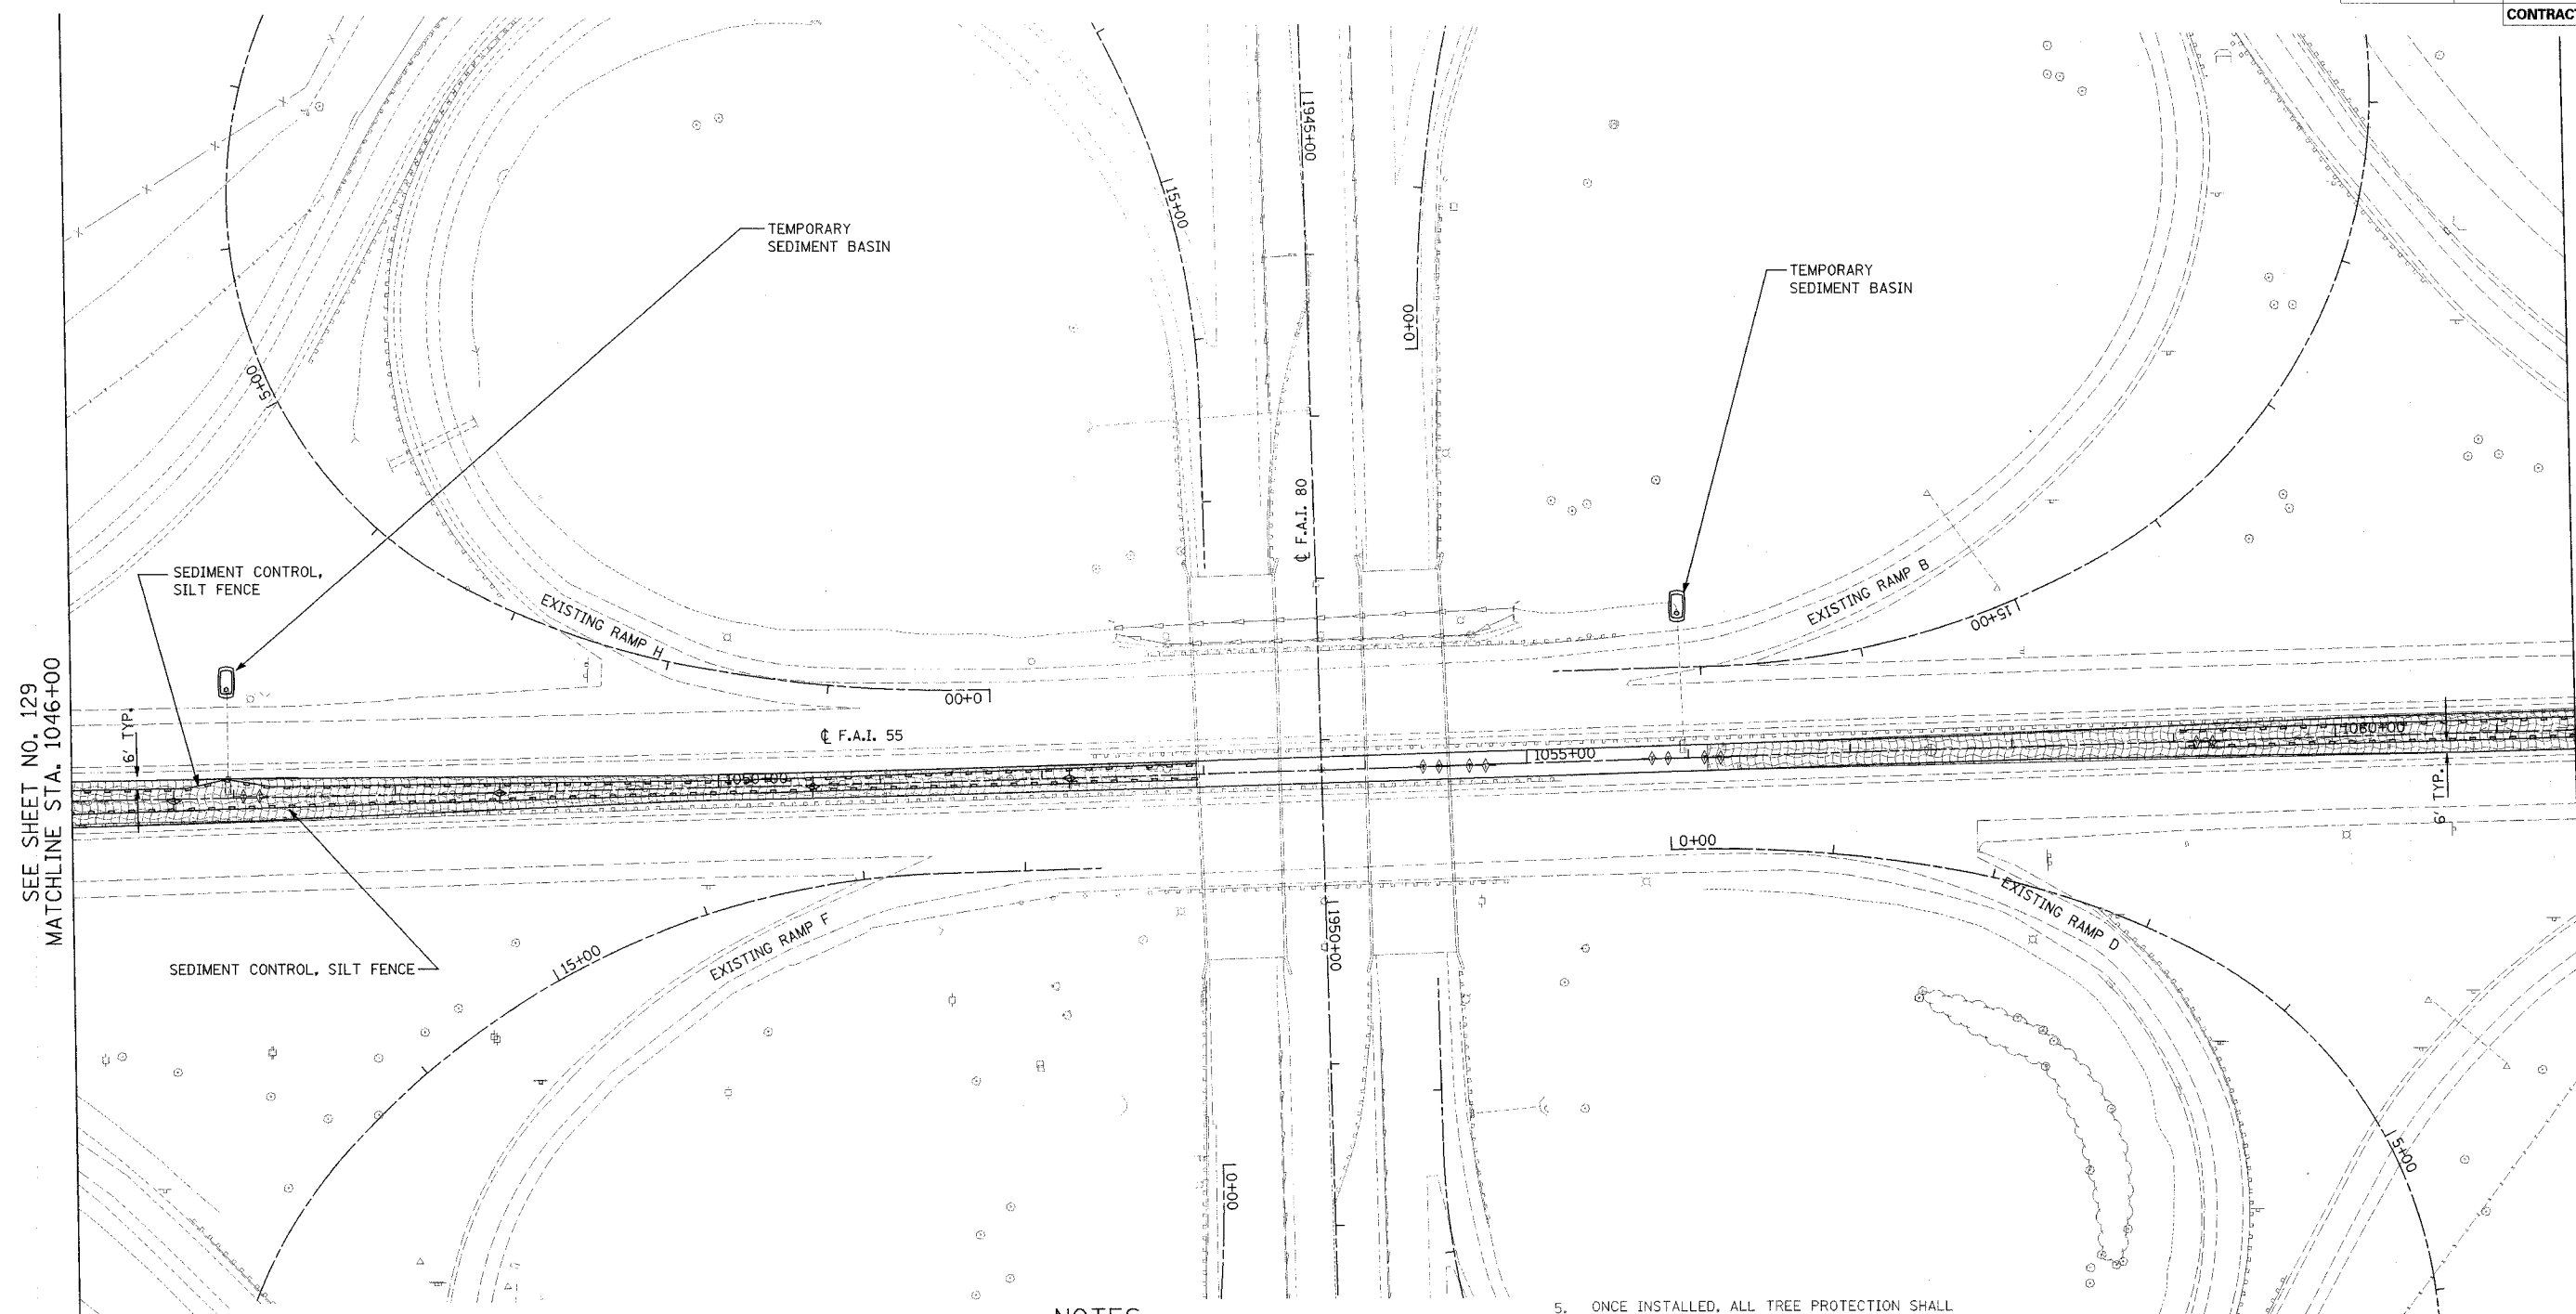 CONTRACT
1945+00
15+00
TEMPORARY
SEDIMENT BASIN
TEMPORARY
SEDIMENT BASIN
0+00
5+00
℄ F.A.I. 80
SEDIMENT CONTROL,
SILT FENCE
EXISTING RAMP H
EXISTING RAMP B
15+00
SEE SHEET NO. 129
MATCHLINE STA. 1046+00
0+00
6' TYP.
℄ F.A.I. 55
1050+00
1055+00
1060+00
6' TYP.
0+00
EXISTING RAMP D
EXISTING RAMP F
1950+00
15+00
SEDIMENT CONTROL, SILT FENCE
5+00
0+00
NOTES
5. ONCE INSTALLED, ALL TREE PROTECTION SHALL